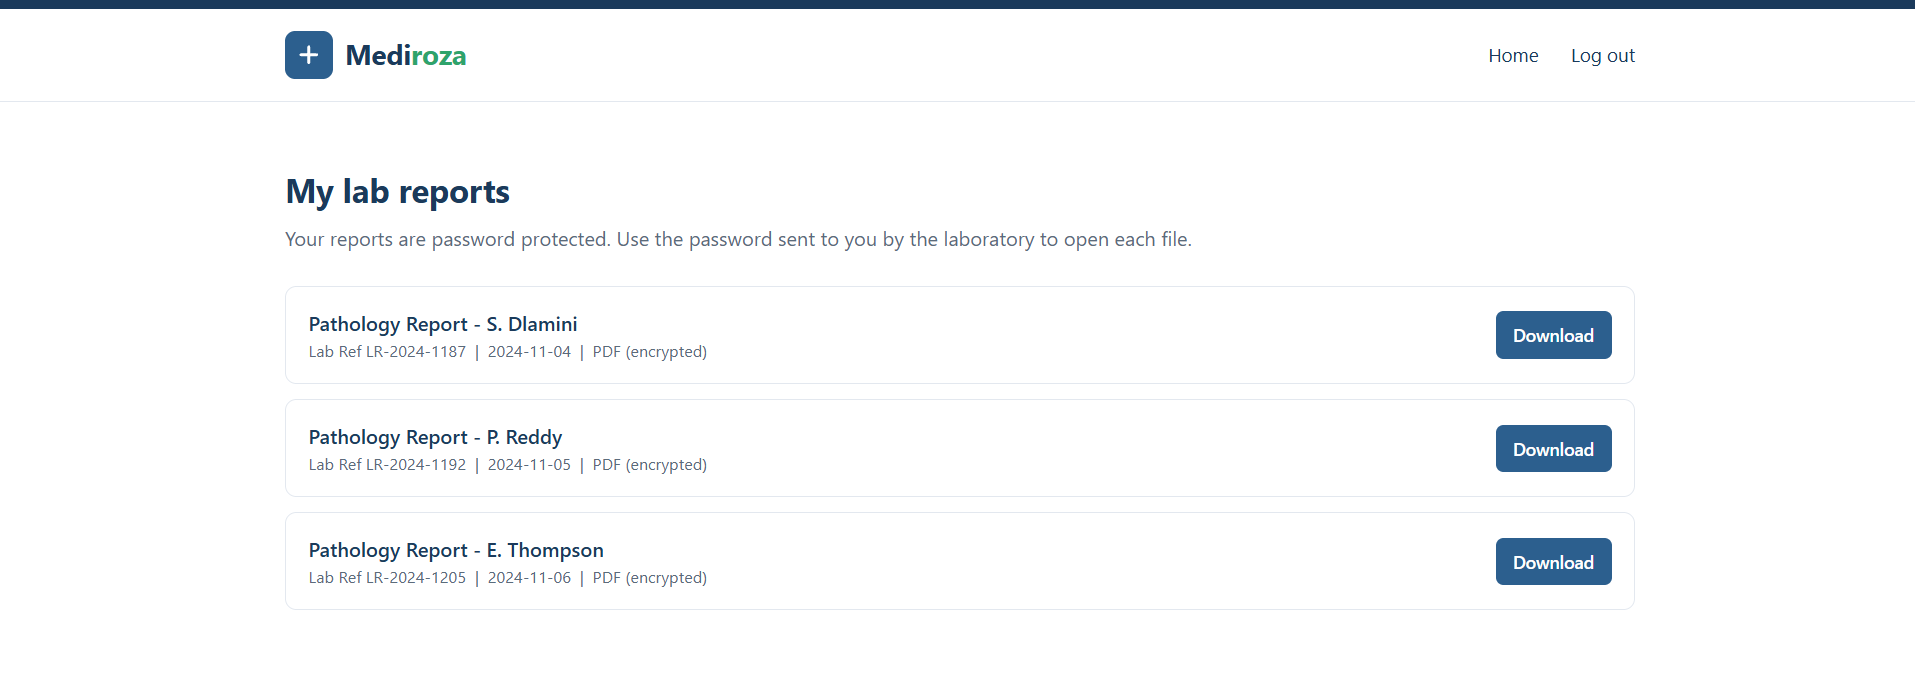 Mediroza
Home
Log out
My lab reports
Your reports are password protected. Use the password sent to you by the laboratory to open each file.
Pathology Report - S. Dlamini
Lab Ref LR-2024-1187 | 2024-11-04 | PDF (encrypted)
Download
Pathology Report - P. Reddy
Lab Ref LR-2024-1192 | 2024-11-05 | PDF (encrypted)
Download
Pathology Report - E. Thompson
Lab Ref LR-2024-1205 | 2024-11-06 | PDF (encrypted)
Download